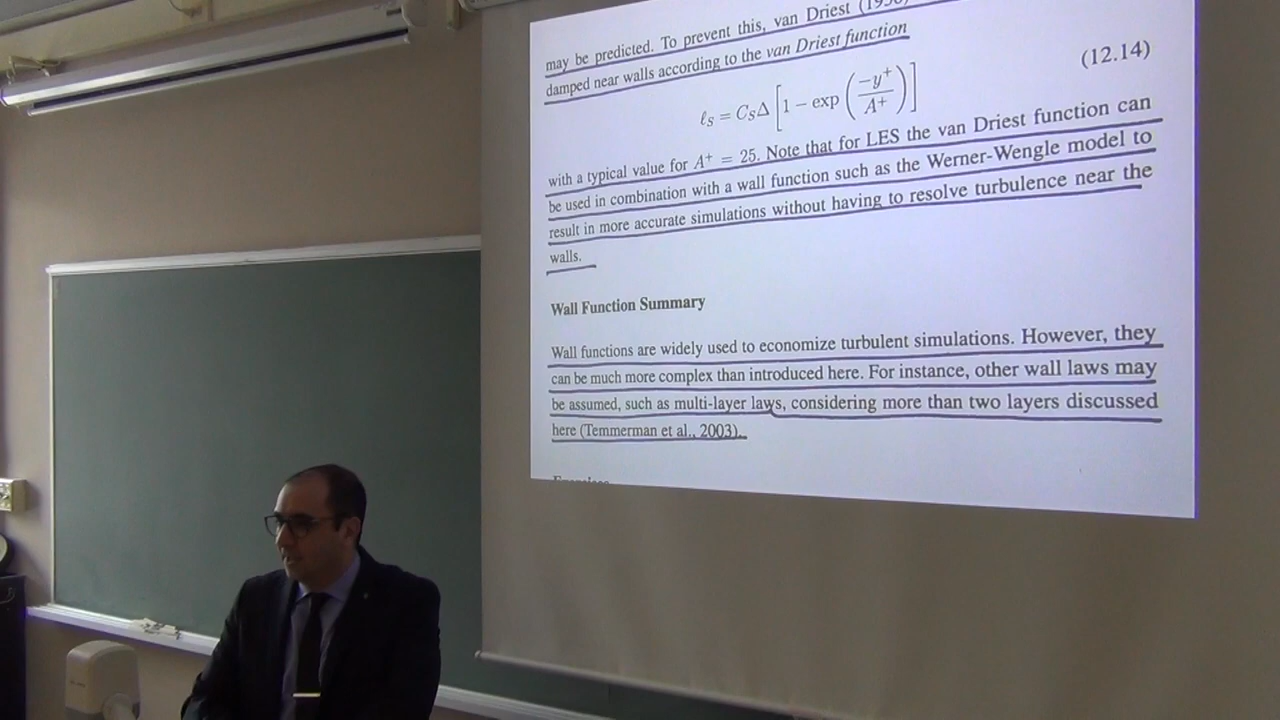 may be predicted. To prevent this, van Driest (1956)
damped near walls according to the van Driest function
ℓS = CSΔ [1 − exp (−y+ / A+)] (12.14)
with a typical value for A+ = 25. Note that for LES the van Driest function can
be used in combination with a wall function such as the Werner-Wengle model to
result in more accurate simulations without having to resolve turbulence near the
walls.
Wall Function Summary
Wall functions are widely used to economize turbulent simulations. However, they
can be much more complex than introduced here. For instance, other wall laws may
be assumed, such as multi-layer laws, considering more than two layers discussed
here (Temmerman et al., 2003).